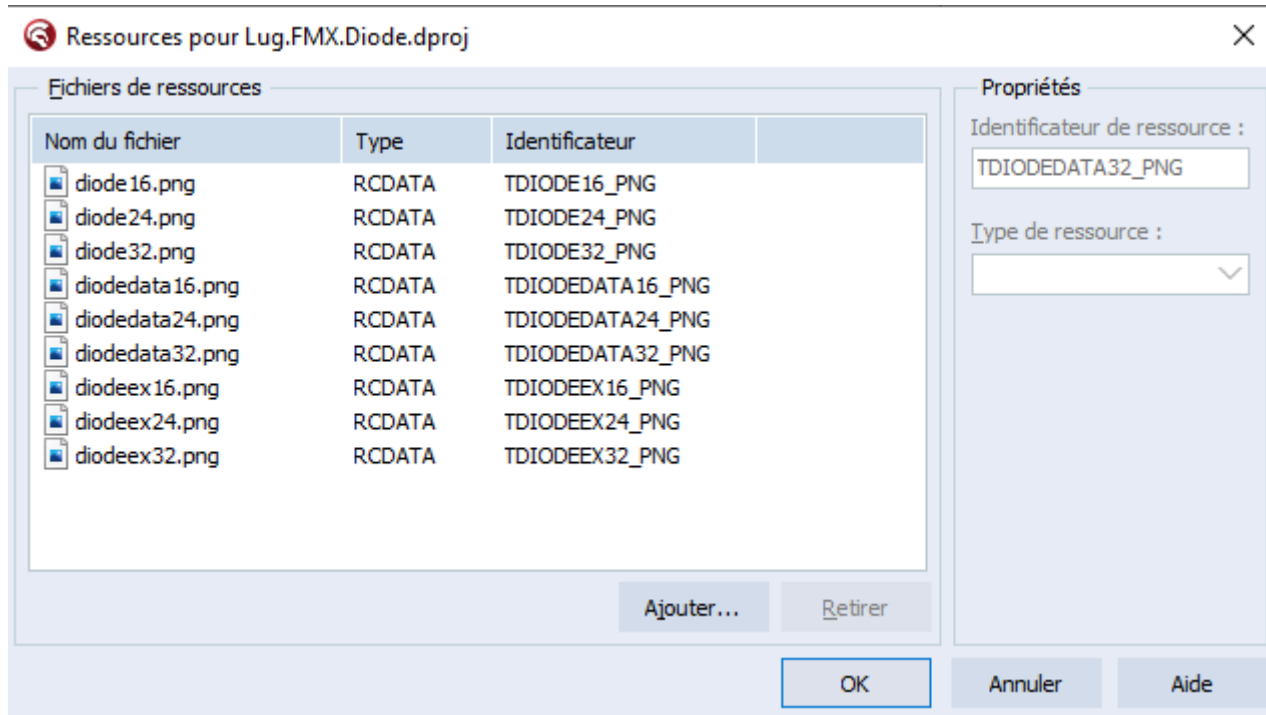 Ressources pour Lug.FMX.Diode.dproj
Fichiers de ressources
Nom du fichier Type Identificateur
diode16.png RCDATA TDIODE16_PNG
diode24.png RCDATA TDIODE24_PNG
diode32.png RCDATA TDIODE32_PNG
diodedata16.png RCDATA TDIODEDATA16_PNG
diodedata24.png RCDATA TDIODEDATA24_PNG
diodedata32.png RCDATA TDIODEDATA32_PNG
diodeex16.png RCDATA TDIODEEX16_PNG
diodeex24.png RCDATA TDIODEEX24_PNG
diodeex32.png RCDATA TDIODEEX32_PNG
Ajouter... Retirer
Propriétés
Identificateur de ressource :
TDIODEDATA32_PNG
Type de ressource :
OK Annuler Aide